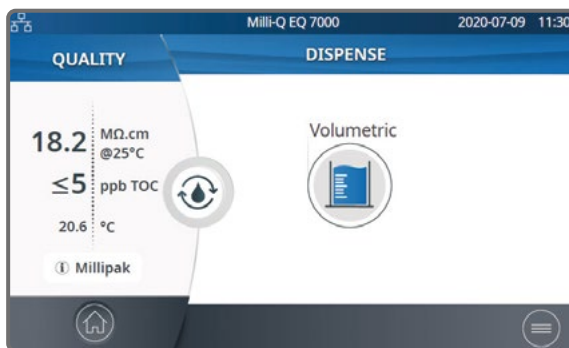 Milli-Q EQ 7000
2020-07-09 11:30
QUALITY
DISPENSE
18.2 MΩ.cm
@25°C
≤5 ppb TOC
20.6 °C
ⓘ Millipak
Volumetric